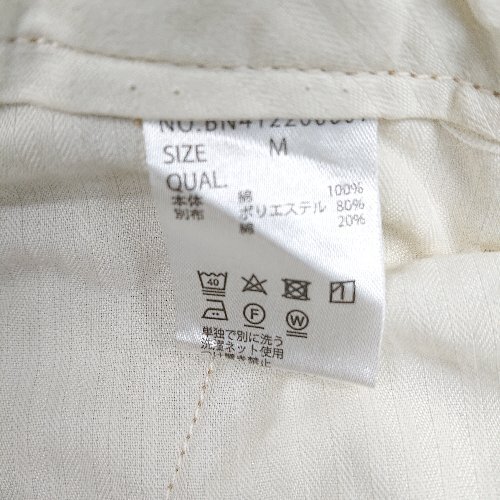 SIZE M
QUAL.
本体 綿 100%
別布 ポリエステル 80%
綿 20%
40
F
W
単独で別に洗う
洗濯ネット使用